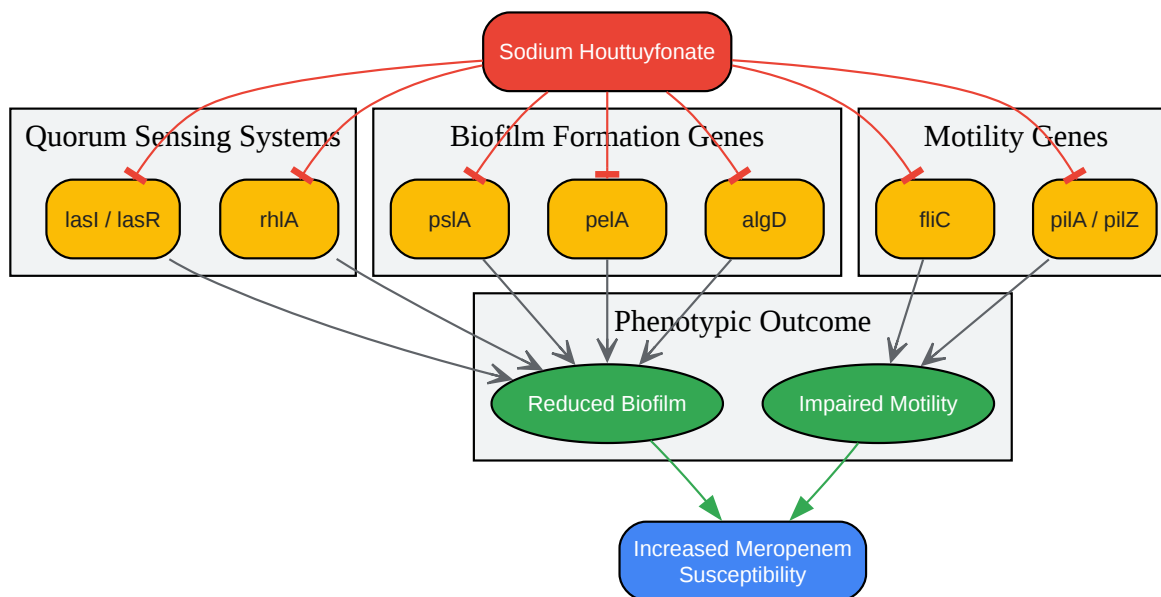 Sodium Houttuyfonate
Quorum Sensing Systems
Biofilm Formation Genes
Motility Genes
lasI / lasR
rhlA
pslA
pelA
algD
fliC
pilA / pilZ
Phenotypic Outcome
Reduced Biofilm
Impaired Motility
Increased Meropenem
Susceptibility